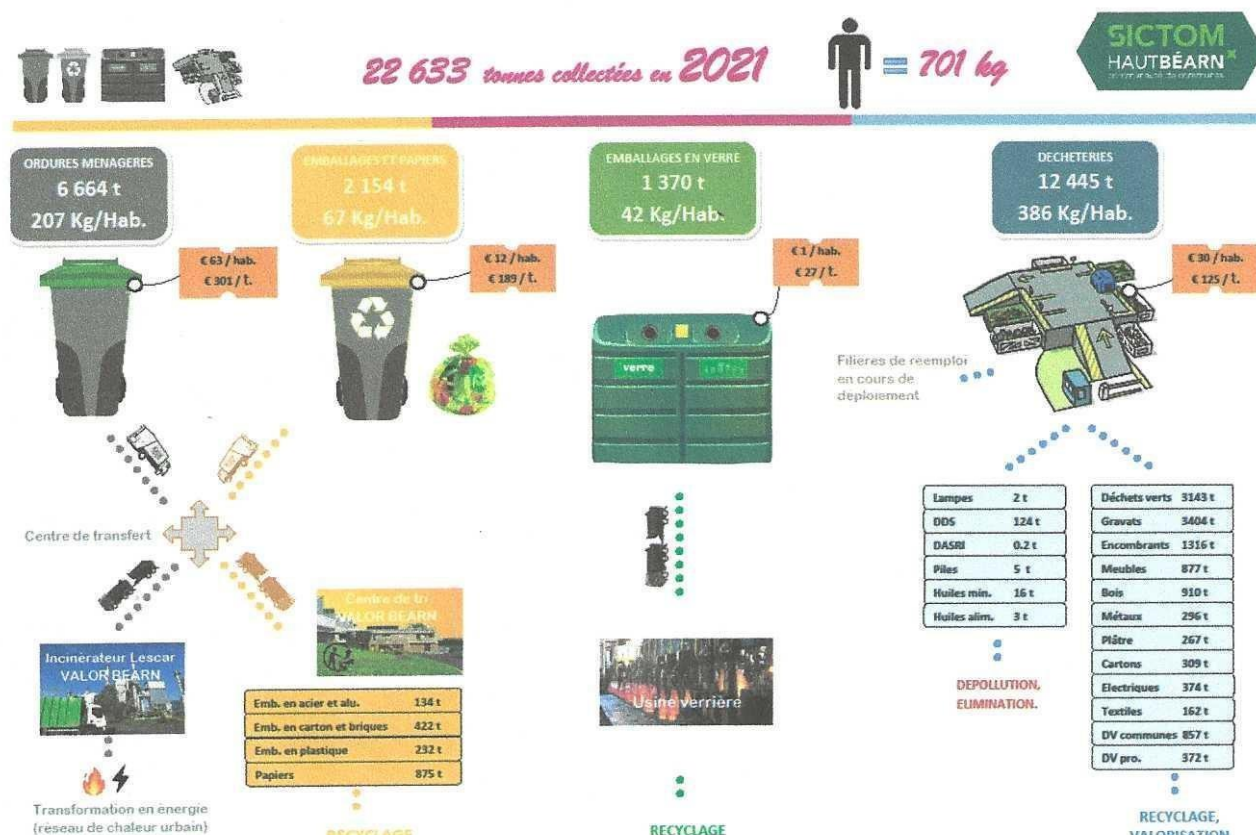 22 633 tonnes collectées en 2021
= 701 kg
SICTOM
HAUTBÉARN
communauté de communes
ORDURES MENAGERES
6 664 t
207 Kg/Hab.
€ 63 / hab.
€ 301 / t.
EMBALLAGES ET PAPIERS
2 154 t
67 Kg/Hab.
€ 12 / hab.
€ 189 / t.
EMBALLAGES EN VERRE
1 370 t
42 Kg/Hab.
€ 1 / hab.
€ 27 / t.
DECHETERIES
12 445 t
386 Kg/Hab.
€ 30 / hab.
€ 125 / t.
verre
Filières de réemploi
en cours de
déploiement
Centre de transfert
Incinérateur Lescar
VALOR BEARN
Transformation en énergie
(réseau de chaleur urbain)
Centre de tri
VALOR BEARN
Emb. en acier et alu. 134 t
Emb. en carton et briques 422 t
Emb. en plastique 232 t
Papiers 875 t
RECYCLAGE
Usine verrière
RECYCLAGE
Lampes 2 t
DDS 124 t
DASRI 0.2 t
Piles 5 t
Huiles min. 16 t
Huiles alim. 3 t
DEPOLLUTION,
ELIMINATION.
Déchets verts 3143 t
Gravats 3404 t
Encombrants 1316 t
Meubles 877 t
Bois 910 t
Métaux 296 t
Plâtre 267 t
Cartons 309 t
Electriques 374 t
Textiles 162 t
DV communes 857 t
DV pro. 372 t
RECYCLAGE,
VALORISATION